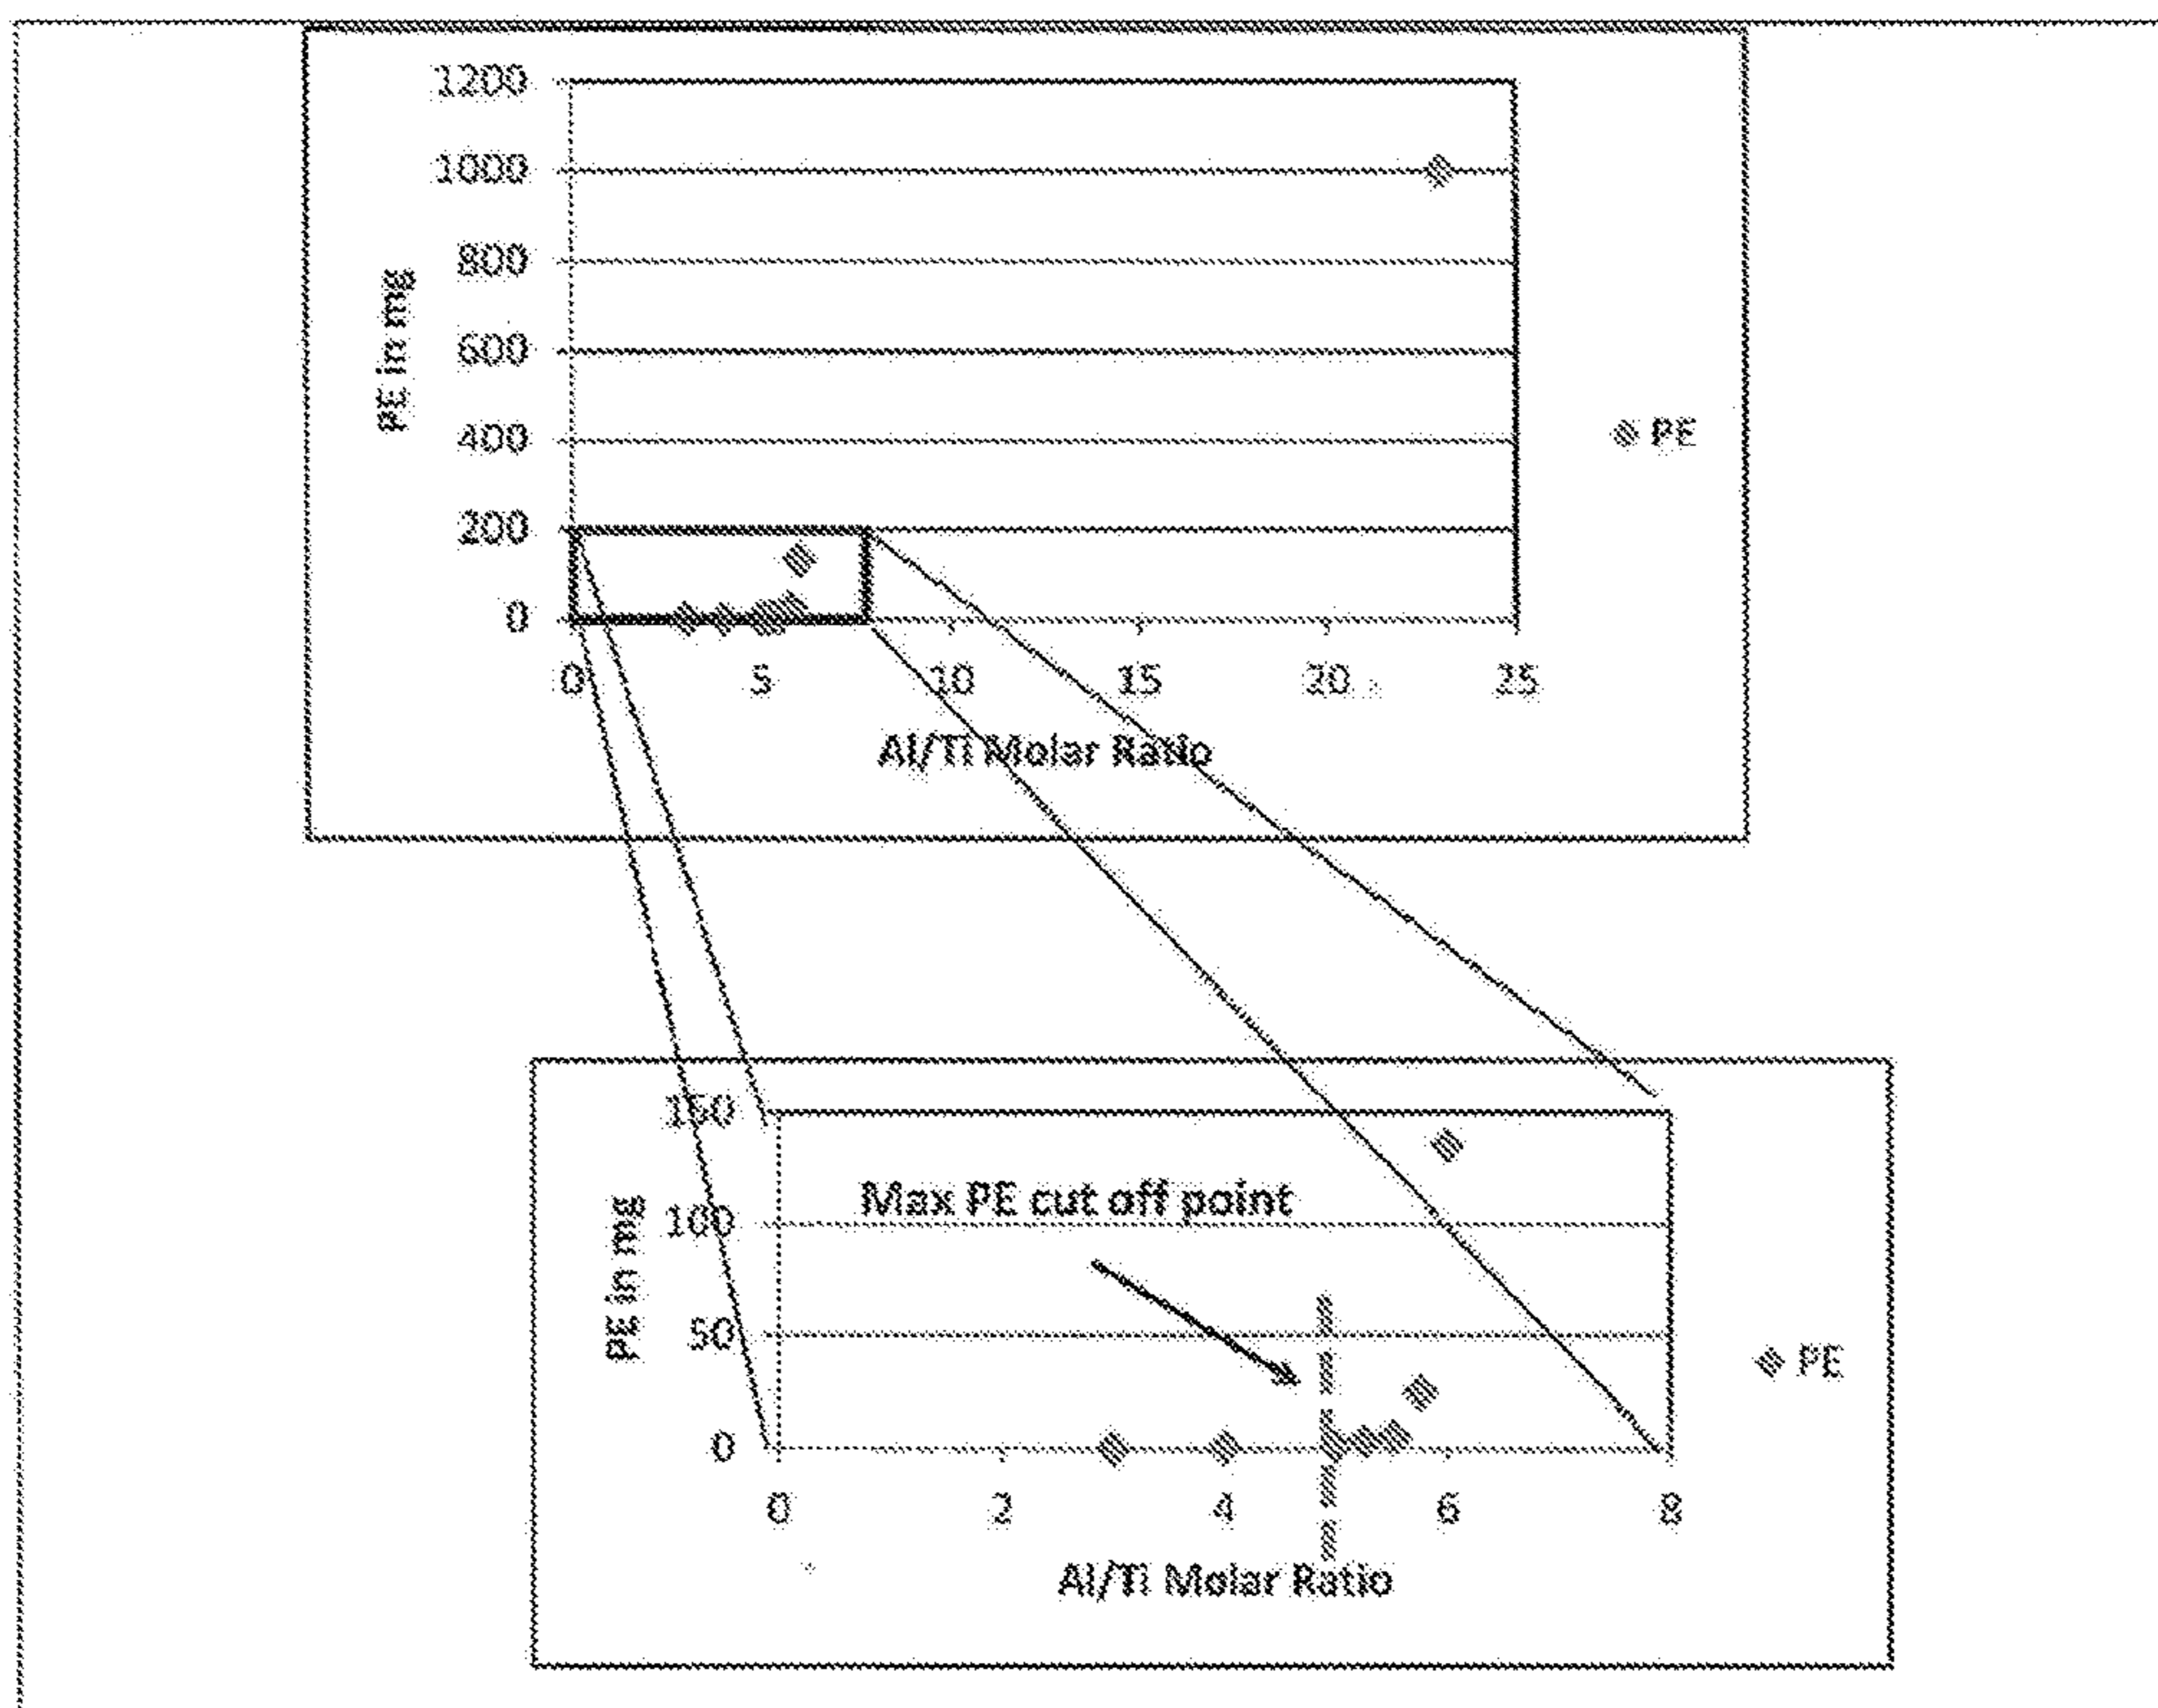 1200
1000
800
600
400
200
0
PE in mg
PE
0 5 10 15 20 25
Al/Ti Molar Ratio
150
100
50
0
PE in mg
Max PE cut off point
PE
0 2 4 6 8
Al/Ti Molar Ratio